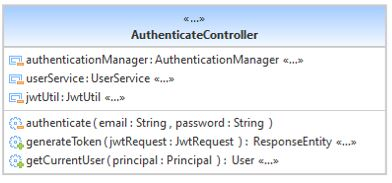 «...»
AuthenticateController
authenticationManager : AuthenticationManager «...»
userService : UserService «...»
jwtUtil : JwtUtil «...»
authenticate ( email : String , password : String )
generateToken ( jwtRequest : JwtRequest ) : ResponseEntity «...»
getCurrentUser ( principal : Principal ) : User «...»